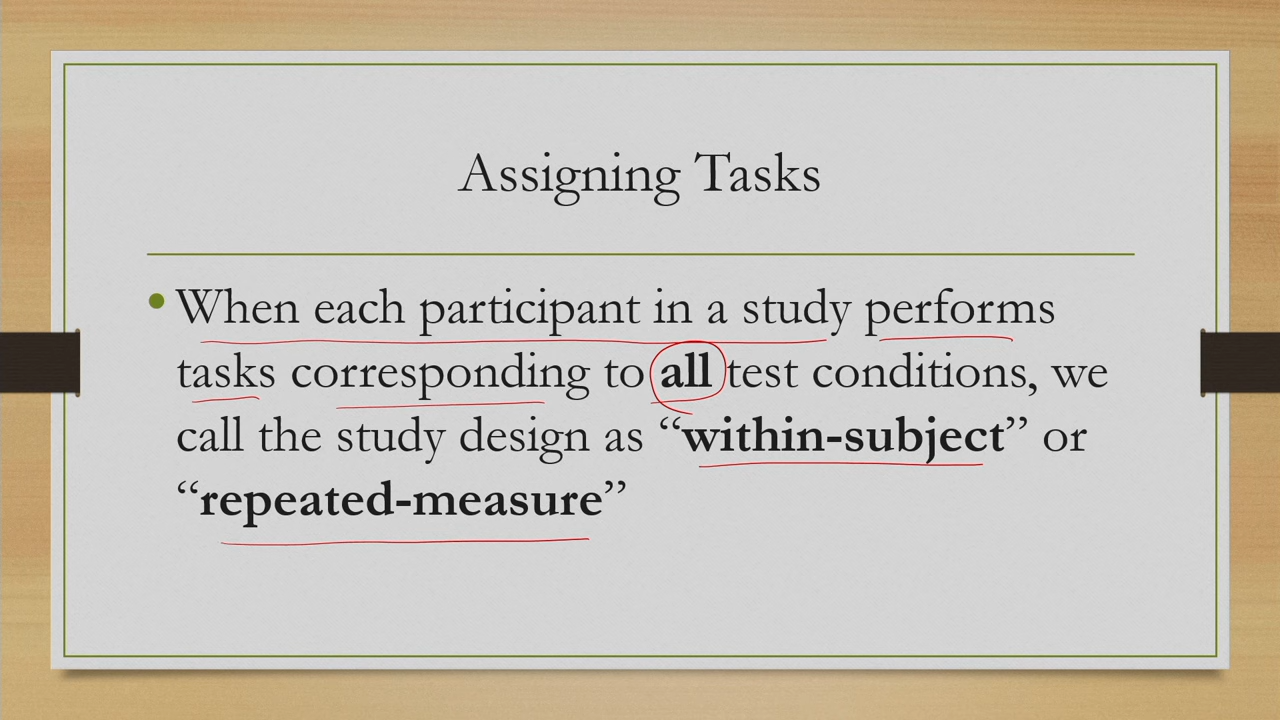 Assigning Tasks
• When each participant in a study performs
tasks corresponding to all test conditions, we
call the study design as “within-subject” or
“repeated-measure”